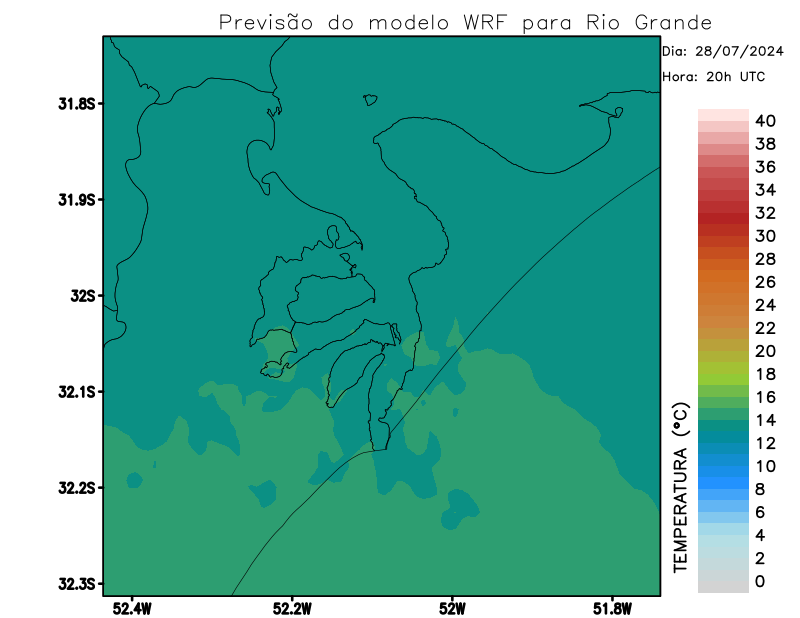 Previsão do modelo WRF para Rio Grande
Dia: 28/07/2024
Hora: 20h UTC
31.8S
31.9S
32S
32.1S
32.2S
32.3S
52.4W
52.2W
52W
51.8W
TEMPERATURA (°C)
40
38
36
34
32
30
28
26
24
22
20
18
16
14
12
10
8
6
4
2
0